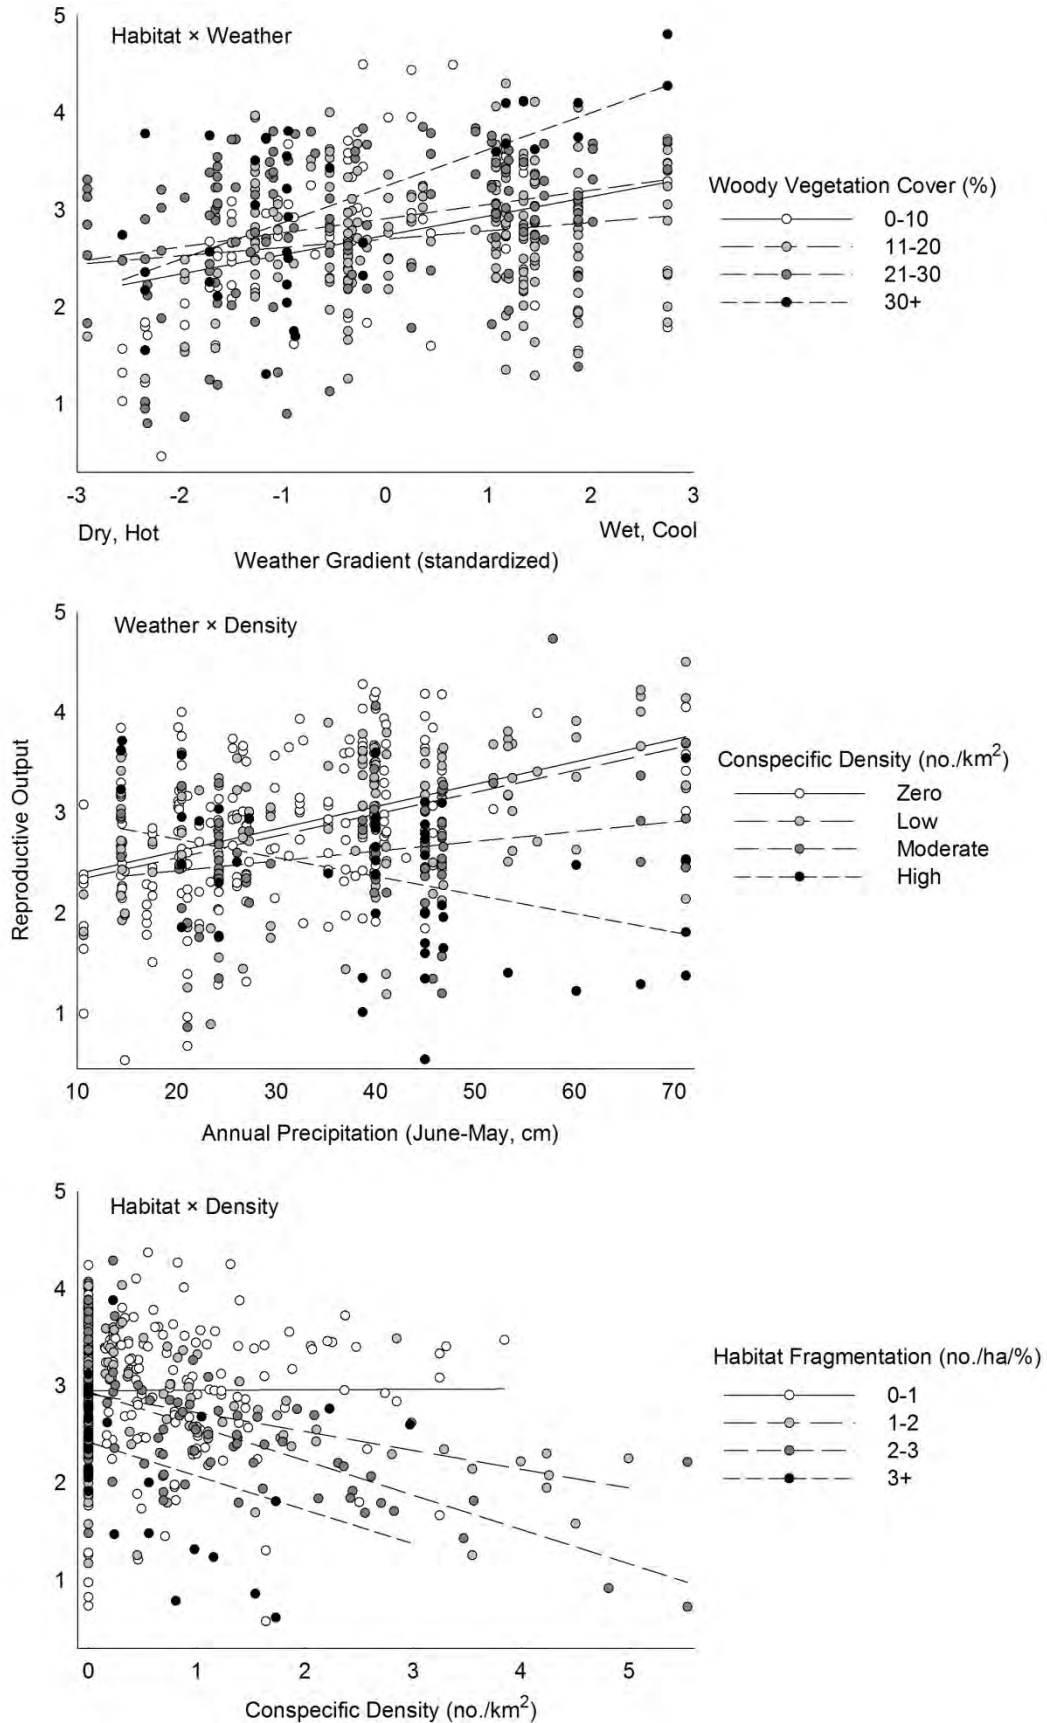 5
Habitat × Weather
4
3
2
1
-3 -2 -1 0 1 2 3
Dry, Hot Wet, Cool
Weather Gradient (standardized)
Woody Vegetation Cover (%)
0-10
11-20
21-30
30+
5
Weather × Density
4
3
2
1
10 20 30 40 50 60 70
Annual Precipitation (June-May, cm)
Reproductive Output
Conspecific Density (no./km²)
Zero
Low
Moderate
High
5
Habitat × Density
4
3
2
1
0 1 2 3 4 5
Conspecific Density (no./km²)
Habitat Fragmentation (no./ha/%)
0-1
1-2
2-3
3+